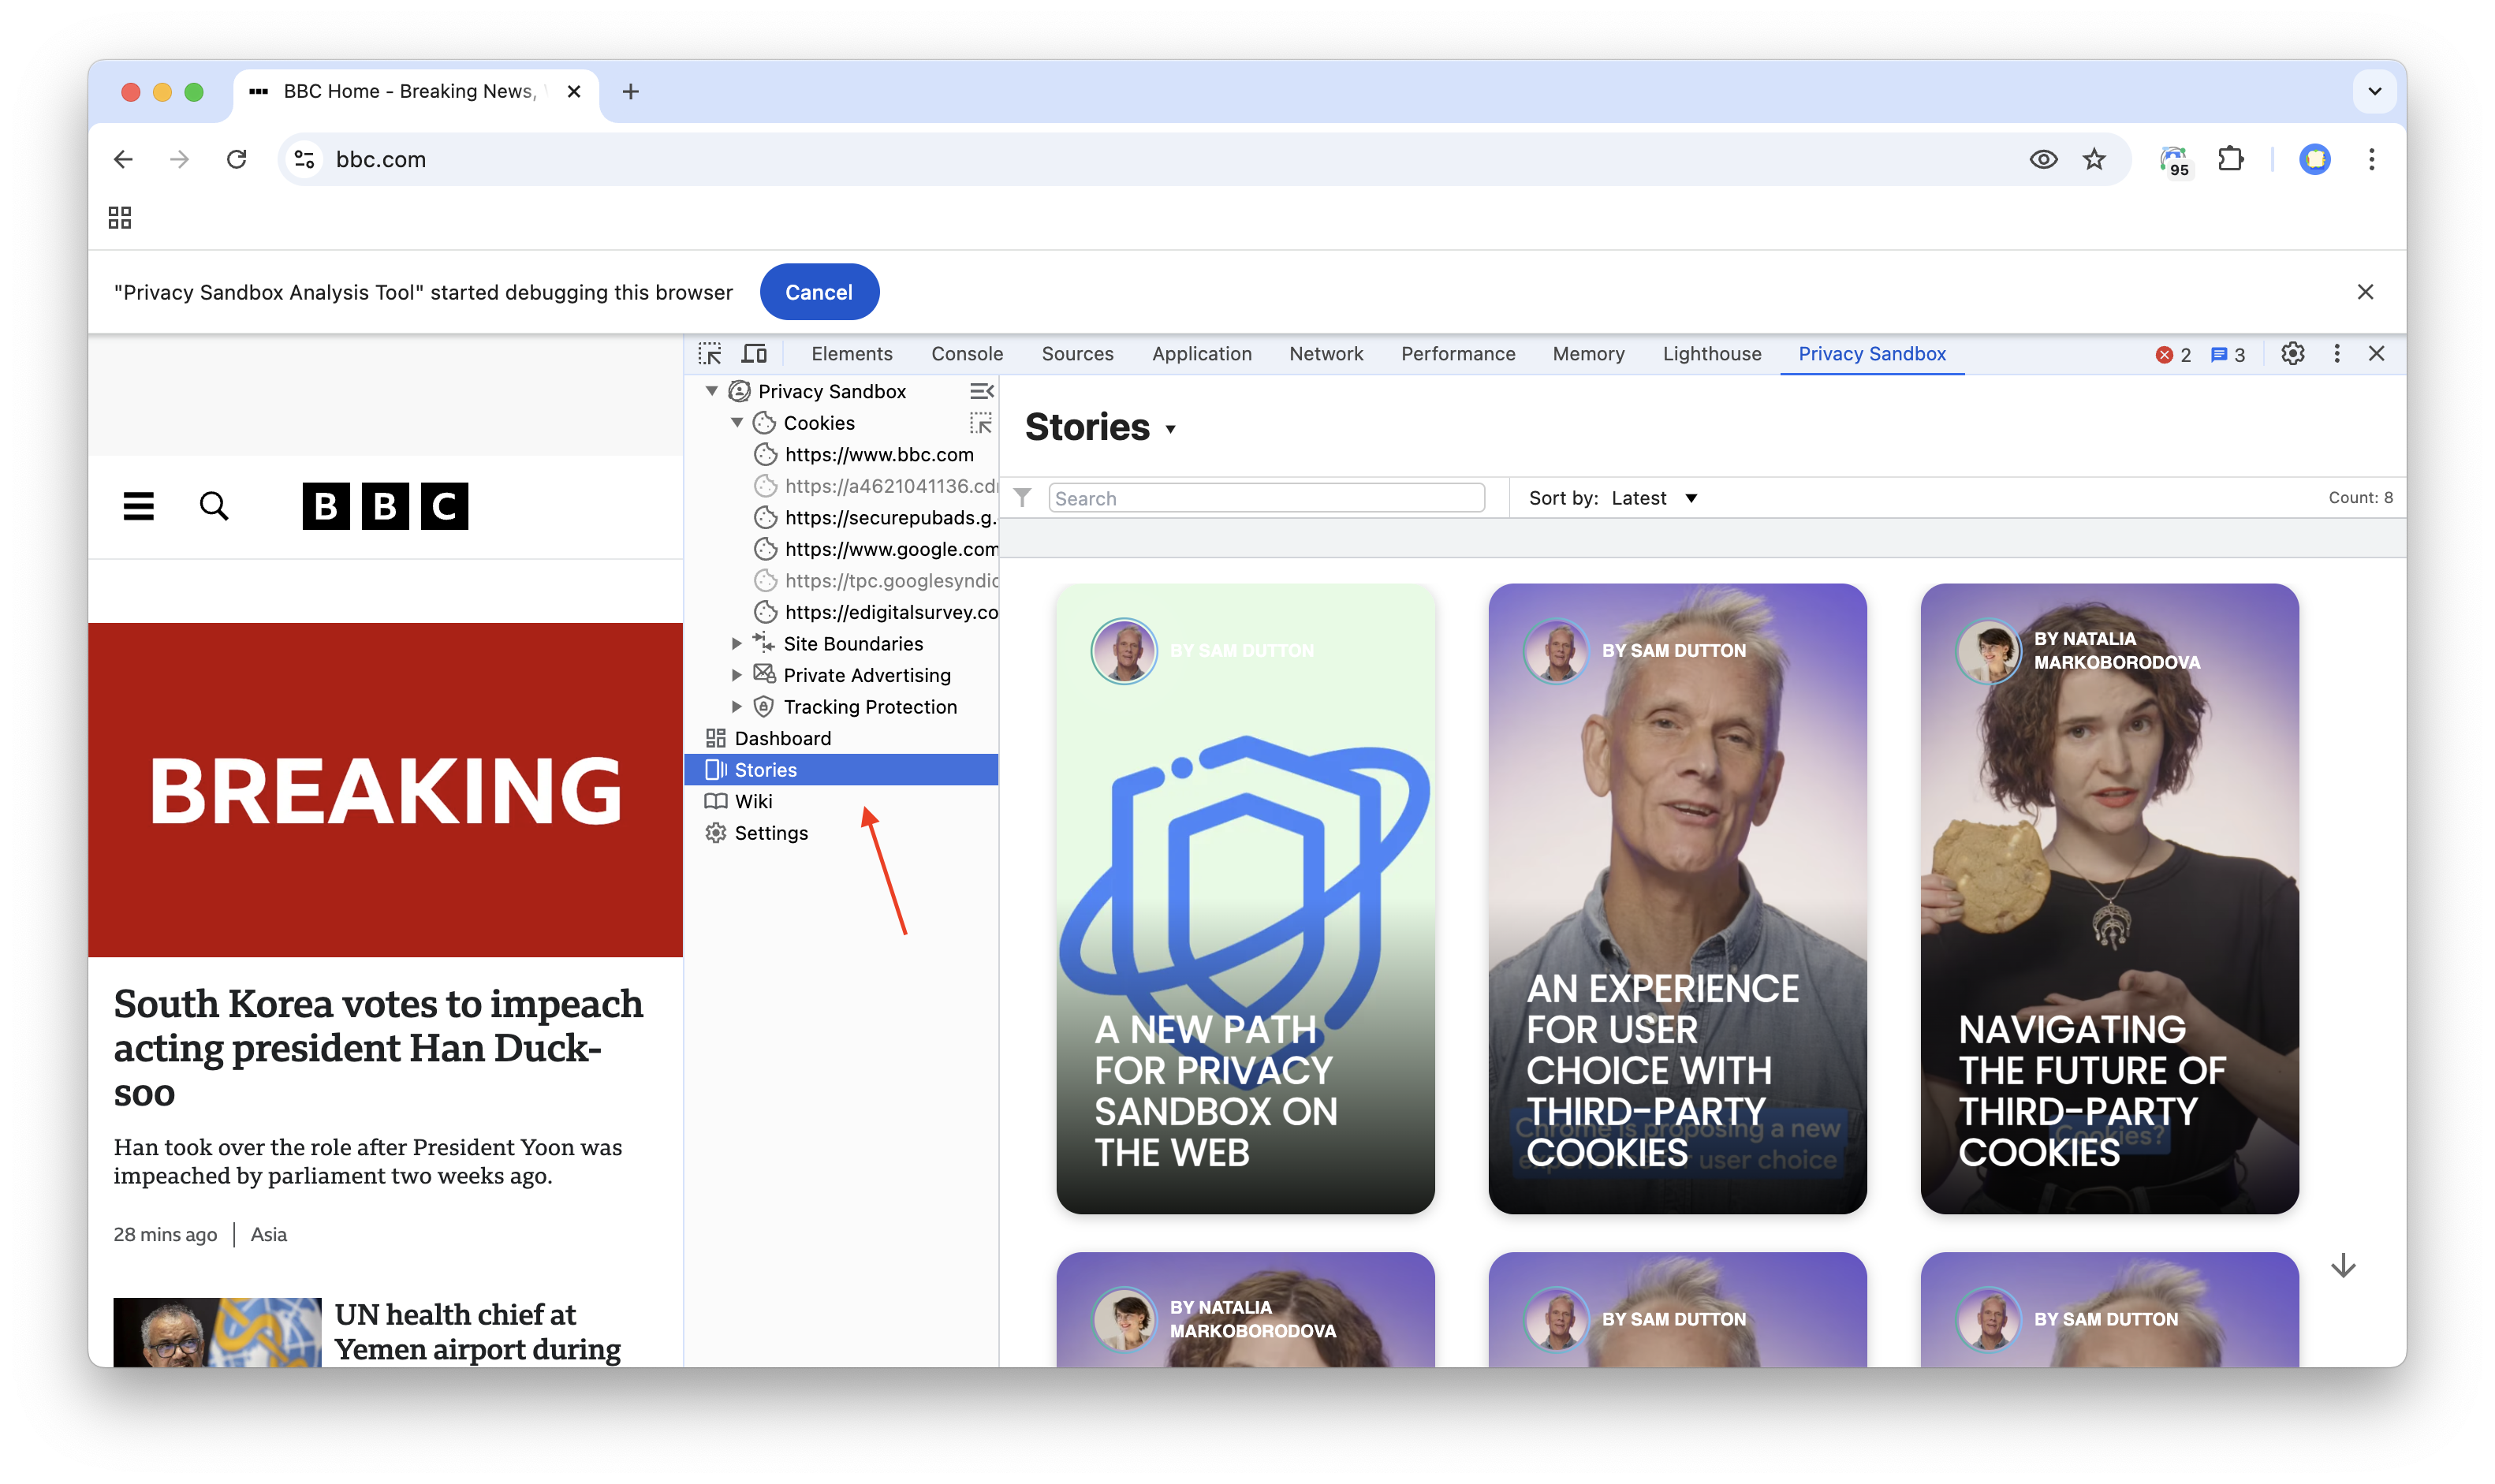 BBC Home - Breaking News,
bbc.com
95
"Privacy Sandbox Analysis Tool" started debugging this browser
Cancel
Elements
Console
Sources
Application
Network
Performance
Memory
Lighthouse
Privacy Sandbox
2
3
BBC
BREAKING
South Korea votes to impeach
acting president Han Duck-
soo
Han took over the role after President Yoon was
impeached by parliament two weeks ago.
28 mins ago | Asia
UN health chief at
Yemen airport during
Privacy Sandbox
Cookies
https://www.bbc.com
https://a4621041136.cd
https://securepubads.g.
https://www.google.com
https://tpc.googlesyndic
https://edigitalsurvey.co
Site Boundaries
Private Advertising
Tracking Protection
Dashboard
Stories
Wiki
Settings
Stories
Search
Sort by: Latest
Count: 8
BY SAM DUTTON
A NEW PATH
FOR PRIVACY
SANDBOX ON
THE WEB
BY SAM DUTTON
AN EXPERIENCE
FOR USER
CHOICE WITH
THIRD-PARTY
COOKIES
Chrome is proposing a new
user choice
BY NATALIA
MARKOBORODOVA
NAVIGATING
THE FUTURE OF
THIRD-PARTY
COOKIES
Cookies?
BY NATALIA
MARKOBORODOVA
BY SAM DUTTON
BY SAM DUTTON